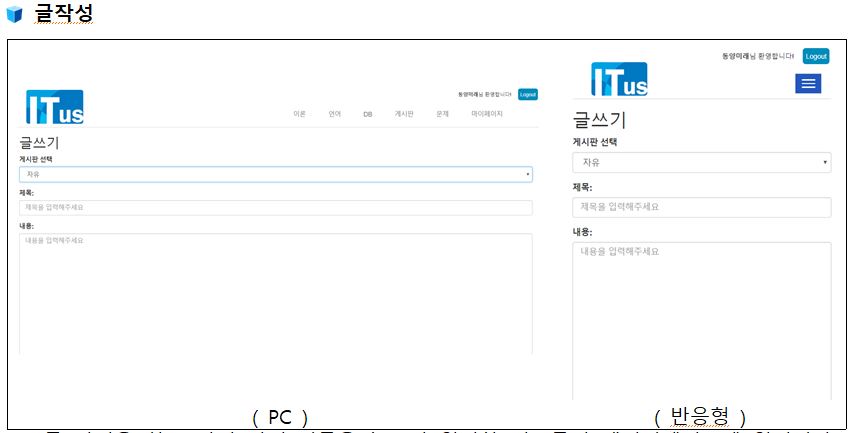 글작성
IT us
동양미래님 환영합니다! Logout
이론 언어 DB 게시판 문제 마이페이지
글쓰기
게시판 선택
자유
제목:
제목을 입력해주세요
내용:
내용을 입력해주세요
( PC )
동양미래님 환영합니다! Logout
IT us
글쓰기
게시판 선택
자유
제목:
제목을 입력해주세요
내용:
내용을 입력해주세요
( 반응형 )